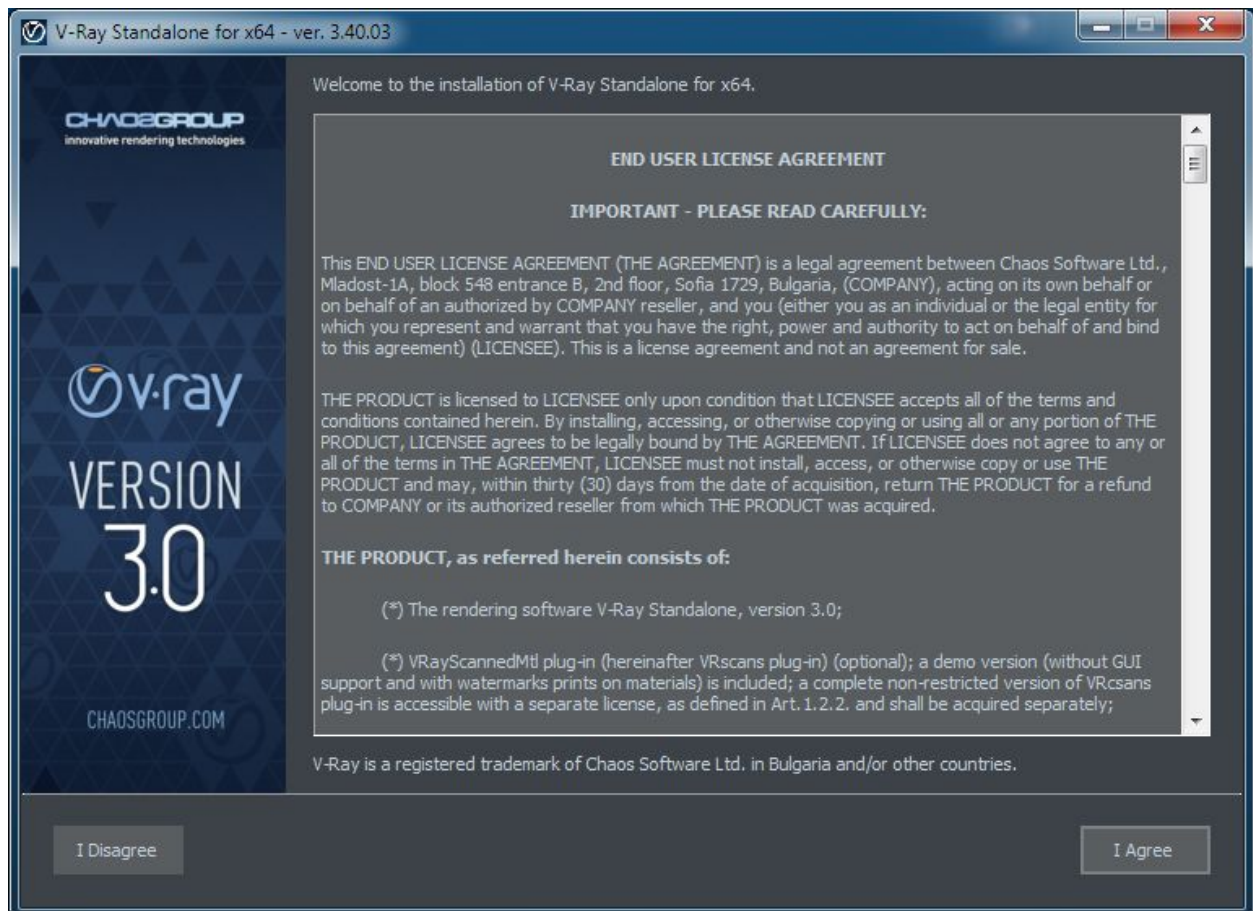 V-Ray Standalone for x64 - ver. 3.40.03
CHAOSGROUP
innovative rendering technologies
v·ray
VERSION
3.0
CHAOSGROUP.COM
Welcome to the installation of V-Ray Standalone for x64.
END USER LICENSE AGREEMENT
IMPORTANT - PLEASE READ CAREFULLY:
This END USER LICENSE AGREEMENT (THE AGREEMENT) is a legal agreement between Chaos Software Ltd.,
Mladost-1A, block 548 entrance B, 2nd floor, Sofia 1729, Bulgaria, (COMPANY), acting on its own behalf or
on behalf of an authorized by COMPANY reseller, and you (either you as an individual or the legal entity for
which you represent and warrant that you have the right, power and authority to act on behalf of and bind
to this agreement) (LICENSEE). This is a license agreement and not an agreement for sale.
THE PRODUCT is licensed to LICENSEE only upon condition that LICENSEE accepts all of the terms and
conditions contained herein. By installing, accessing, or otherwise copying or using all or any portion of THE
PRODUCT, LICENSEE agrees to be legally bound by THE AGREEMENT. If LICENSEE does not agree to any or
all of the terms in THE AGREEMENT, LICENSEE must not install, access, or otherwise copy or use THE
PRODUCT and may, within thirty (30) days from the date of acquisition, return THE PRODUCT for a refund
to COMPANY or its authorized reseller from which THE PRODUCT was acquired.
THE PRODUCT, as referred herein consists of:
(*) The rendering software V-Ray Standalone, version 3.0;
(*) VRayScannedMtl plug-in (hereinafter VRscans plug-in) (optional); a demo version (without GUI
support and with watermarks prints on materials) is included; a complete non-restricted version of VRcsans
plug-in is accessible with a separate license, as defined in Art.1.2.2. and shall be acquired separately;
V-Ray is a registered trademark of Chaos Software Ltd. in Bulgaria and/or other countries.
I Disagree
I Agree